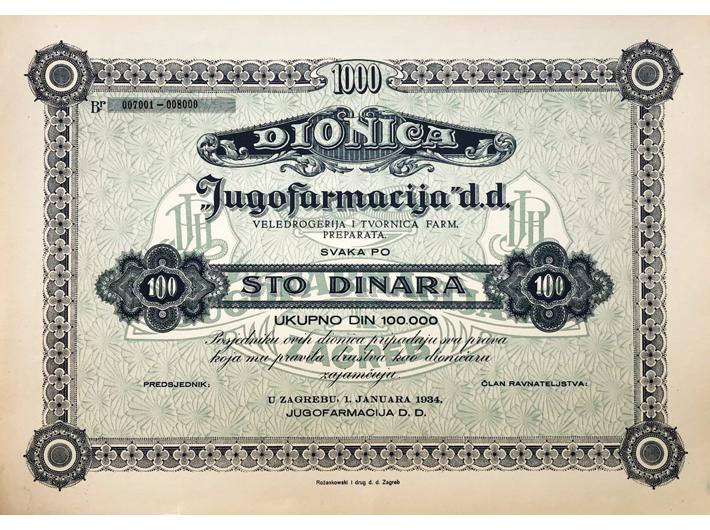 1000
Br 007001 — 008000
DIONICA
„Jugofarmacija" d.d.
VELEDROGERIJA I TVORNICA FARM.
PREPARATA.
SVAKA PO
100 STO DINARA 100
UKUPNO DIN 100.000
Posjedniku ovih dionica pripadaju sva prava
koja mu pravila društva kao dioničaru
zajamčuju.
PREDSJEDNIK: ČLAN RAVNATELJSTVA:
U ZAGREBU, 1. JANUARA 1934.
JUGOFARMACIJA D. D.
Rožankowski i drug d. d. Zagreb